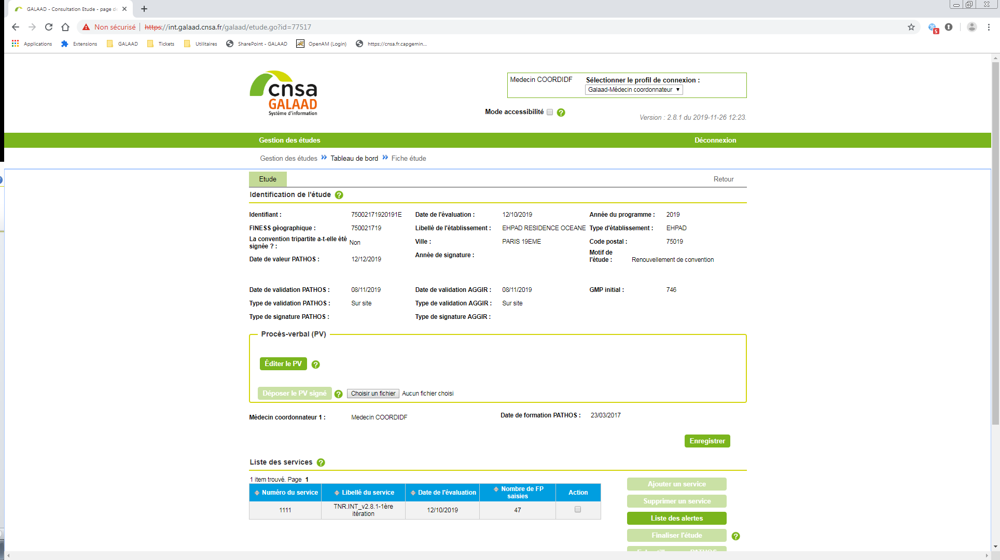 GALAAD - Consultation Etude - page de
Non sécurisé https://int.galaad.cnsa.fr/galaad/etude.go?id=77517
5
Applications Extensions GALAAD Tickets Utilitaires SharePoint - GALAAD OpenAM (Login) https://cnsa.fr.capgemin...
cnsa
GALAAD
Système d'information
Medecin COORDIDF Sélectionner le profil de connexion :
Galaad-Médecin coordonnateur
Mode accessibilité ?
Version : 2.8.1 du 2019-11-26 12:23.
Gestion des études Déconnexion
Gestion des études Tableau de bord Fiche étude
Etude Retour
Identification de l'étude ?
Identifiant : 75002171920191E Date de l'évaluation : 12/10/2019 Année du programme : 2019
FINESS géographique : 750021719 Libellé de l'établissement : EHPAD RESIDENCE OCEANE Type d'établissement : EHPAD
La convention tripartite a-t-elle été signée ? : Non Ville : PARIS 19EME Code postal : 75019
Date de valeur PATHOS : 12/12/2019 Année de signature : Motif de l'étude : Renouvellement de convention
Date de validation PATHOS : 08/11/2019 Date de validation AGGIR : 08/11/2019 GMP initial : 746
Type de validation PATHOS : Sur site Type de validation AGGIR : Sur site
Type de signature PATHOS : Type de signature AGGIR :
Procès-verbal (PV)
Éditer le PV ?
Déposer le PV signé ? Choisir un fichier Aucun fichier choisi
Médecin coordonnateur 1 : Medecin COORDIDF Date de formation PATHOS : 23/03/2017
Enregistrer
Liste des services ?
1 item trouvé. Page 1
Numéro du service Libellé du service Date de l'évaluation Nombre de FP saisies Action
1111 TNR.INT_v2.8.1-1ère itération 12/10/2019 47
Ajouter un service
Supprimer un service
Liste des alertes
Finaliser l'étude ?